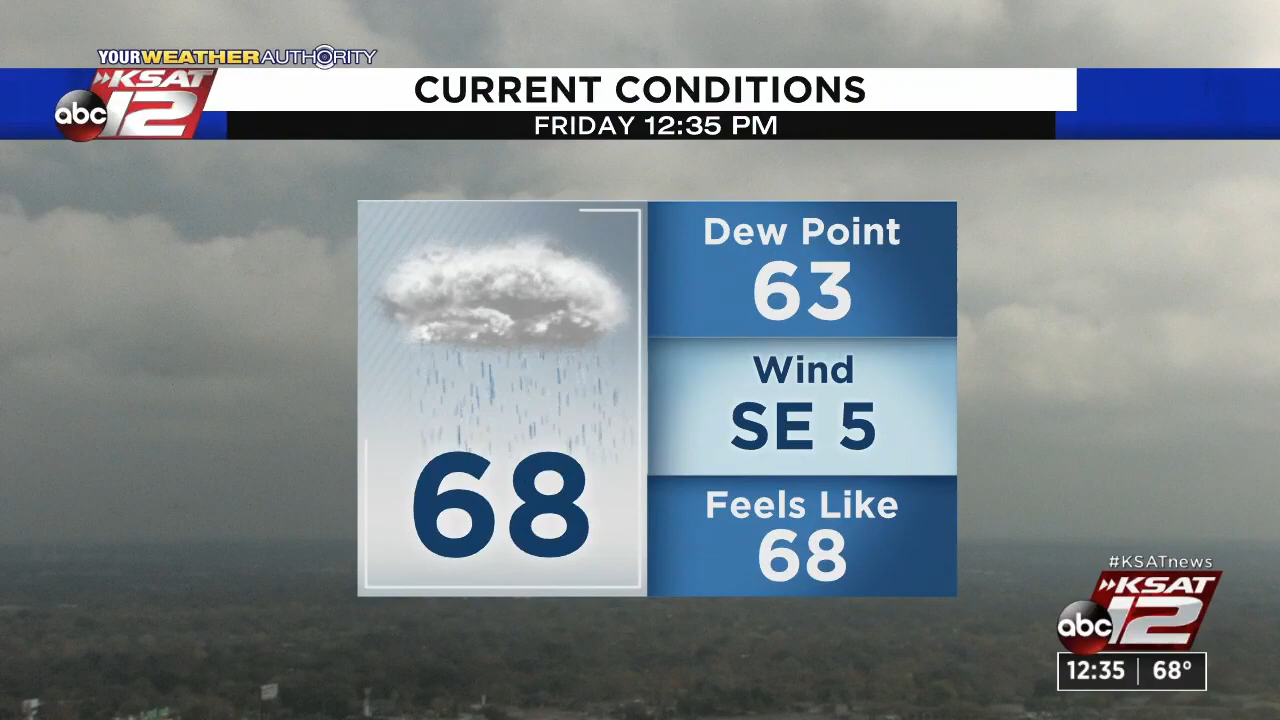 YOURWEATHERAUTHORITY
KSAT
abc 12
CURRENT CONDITIONS
FRIDAY 12:35 PM
68
Dew Point
63
Wind
SE 5
Feels Like
68
#KSATnews
KSAT
abc 12
12:35 | 68°